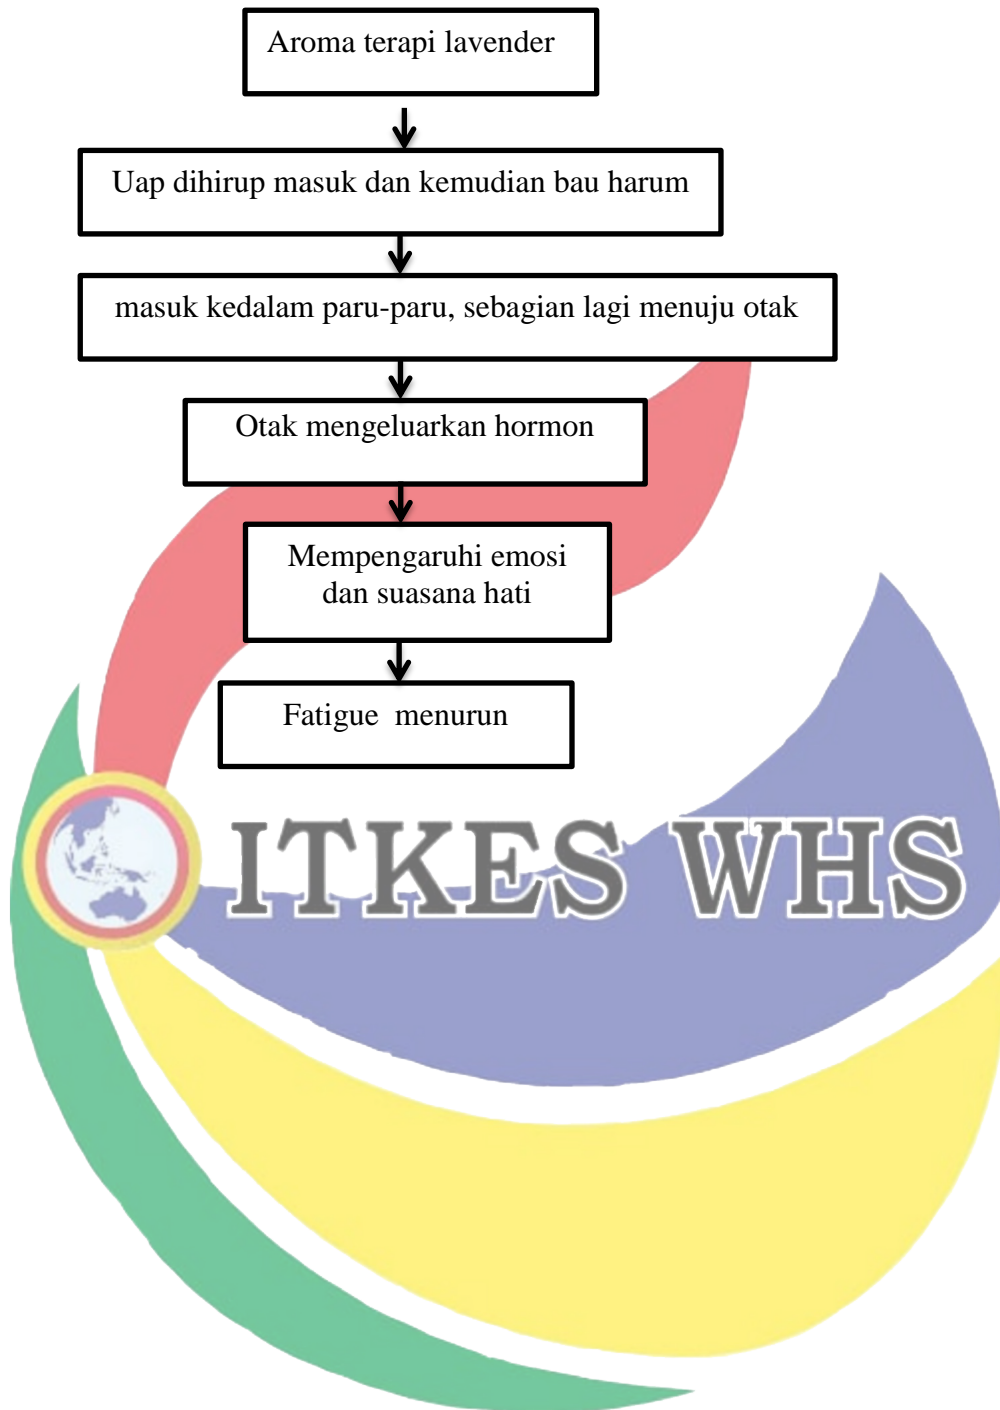 Aroma terapi lavender
Uap dihirup masuk dan kemudian bau harum
masuk kedalam paru-paru, sebagian lagi menuju otak
Otak mengeluarkan hormon
Mempengaruhi emosi
dan suasana hati
Fatigue menurun
ITKES WHS